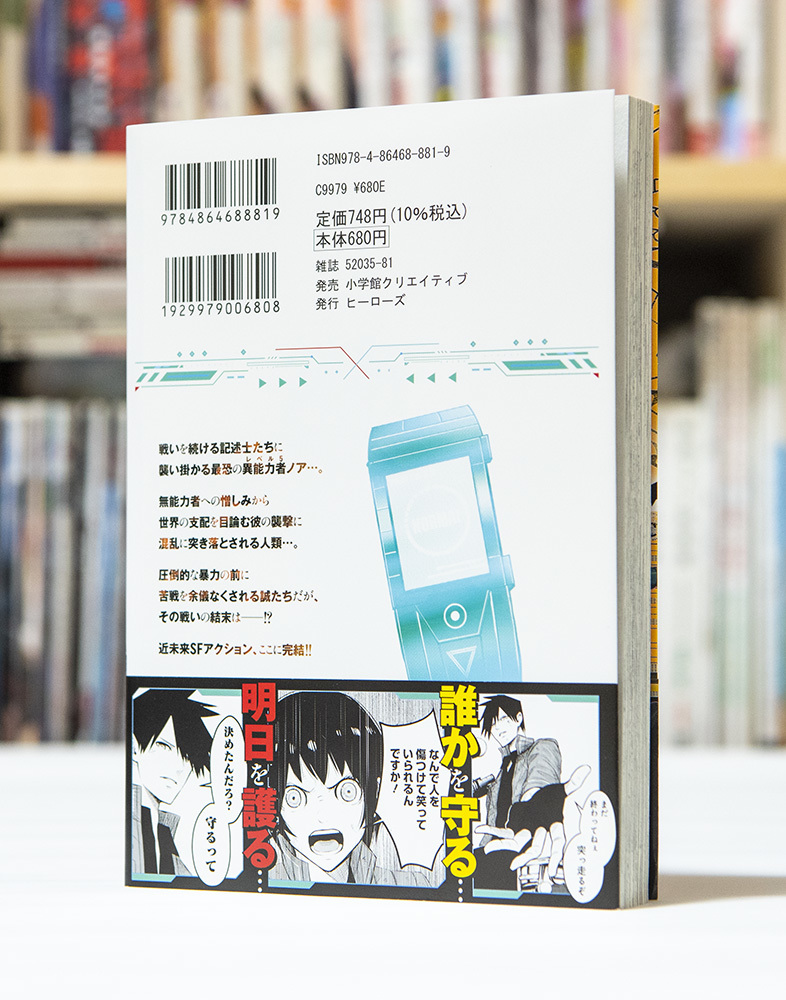 ISBN978-4-86468-881-9
C9979 ¥680E
定価748円(10%税込)
本体680円
雑誌 52035-81
発売 小学館クリエイティブ
発行 ヒーローズ
9784864688819
1929979006808
戦いを続ける記述士たちに
襲い掛かる最恐の異能力者ノア…。
レベル5
無能力者への憎しみから
世界の支配を目論む彼の襲撃に
混乱に突き落とされる人類…。
圧倒的な暴力の前に
苦戦を余儀なくされる誠たちだが、
その戦いの結末は――!?
近未来SFアクション、ここに完結!!
誰かを守る…
明日を護る…
まだ
終わってねぇ
突っ走るぞ
なんで人を
傷つけて笑って
いられるん
ですか!
決めたんだろ?
守るって